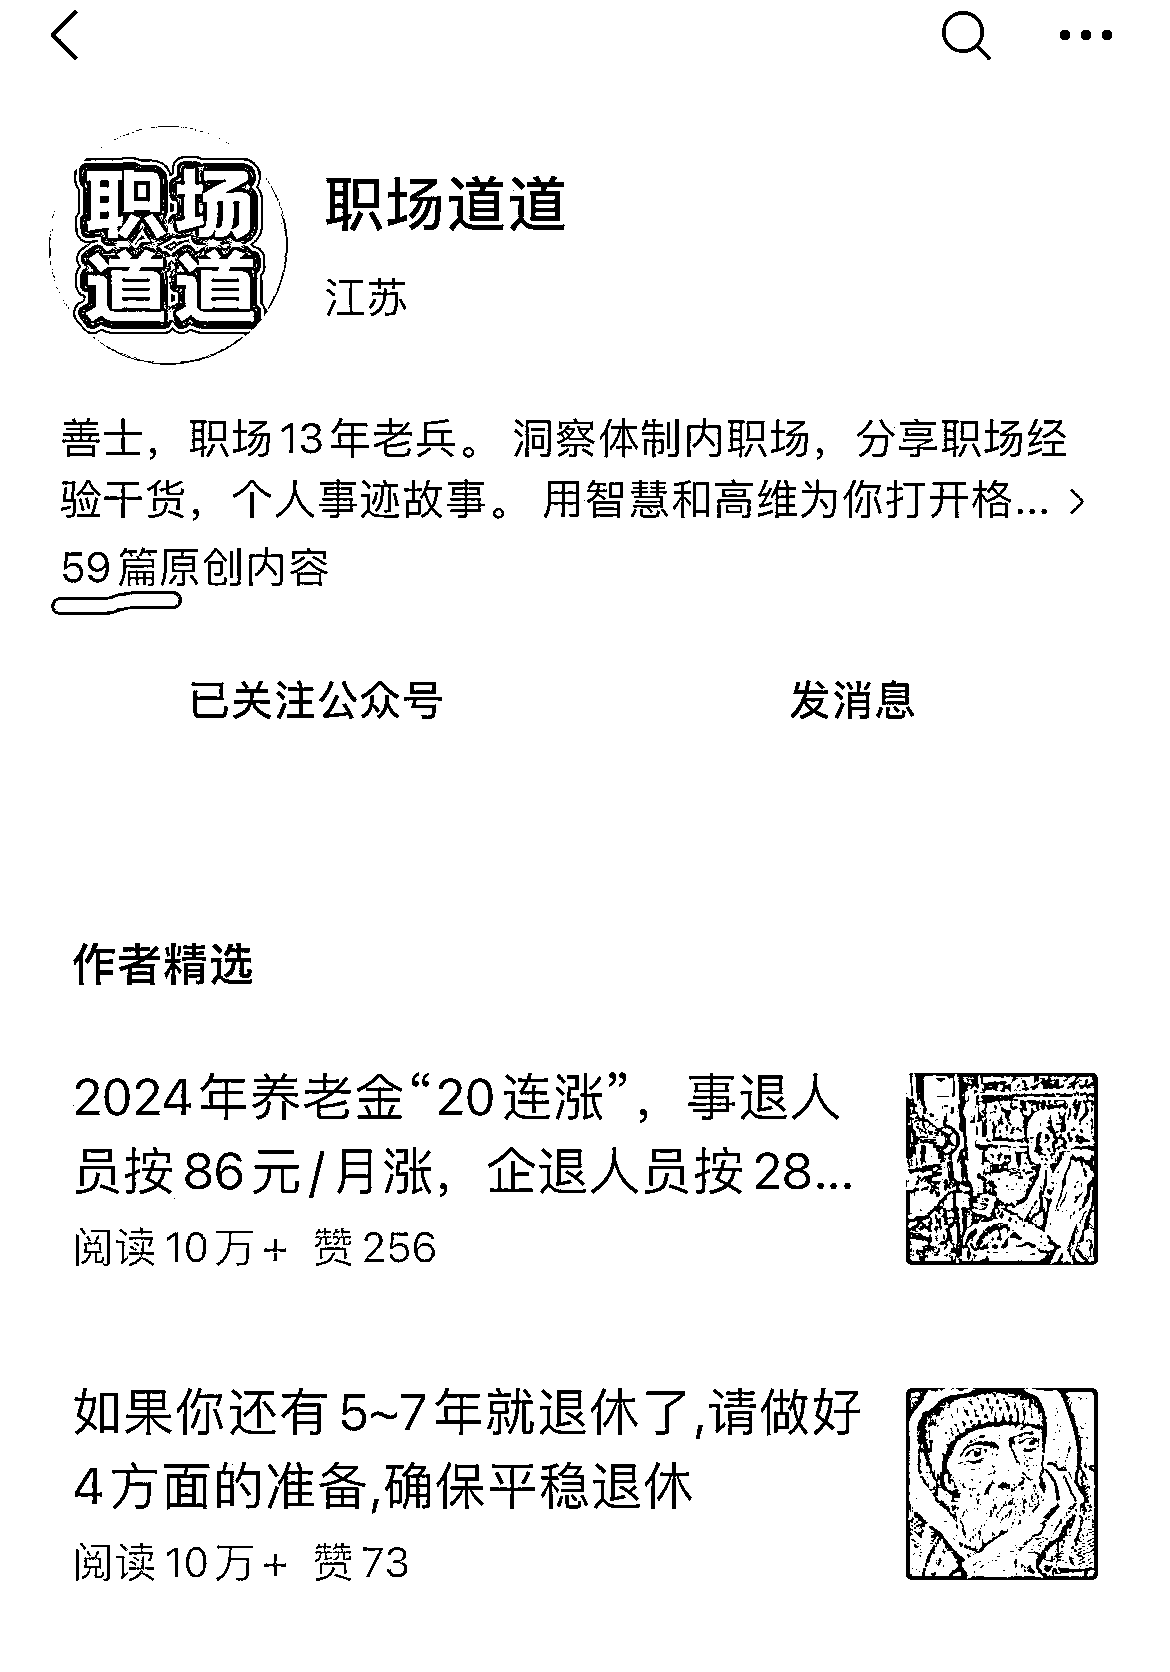 职场
道道
职场道道
江苏
善士，职场13年老兵。 洞察体制内职场，分享职场经
验干货，个人事迹故事。 用智慧和高维为你打开格...
59篇原创内容
已关注公众号
发消息
作者精选
2024年养老金“20连涨”，事退人
员按86元/月涨，企退人员按28...
阅读10万+ 赞256
如果你还有5~7年就退休了,请做好
4方面的准备,确保平稳退休
阅读10万+ 赞73